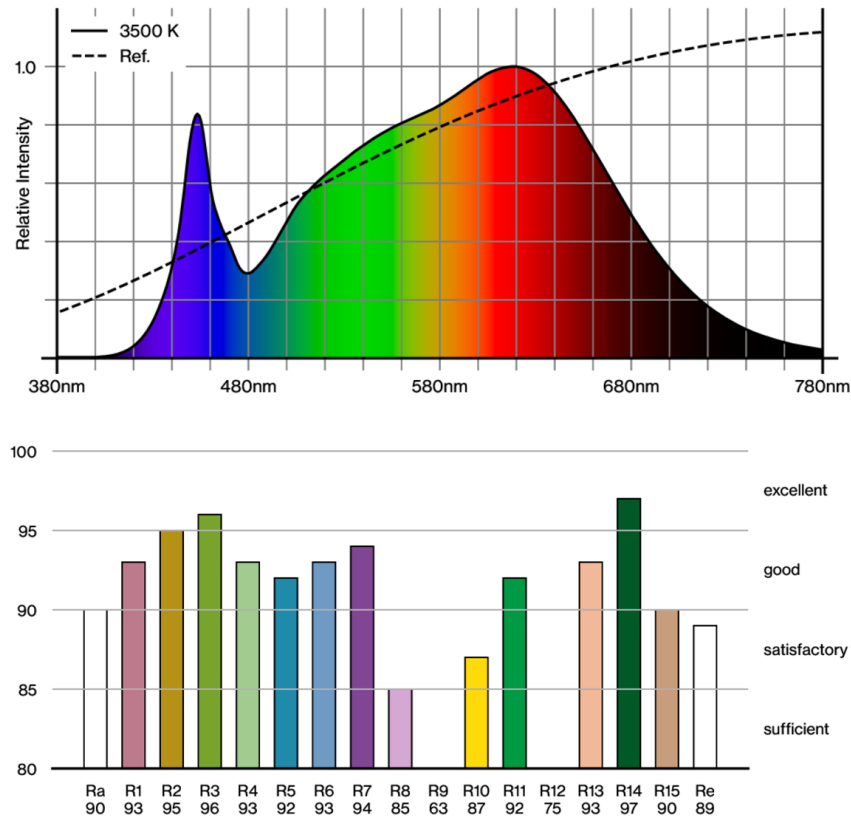 3500 K
Ref.
1.0
Relative Intensity
380nm 480nm 580nm 680nm 780nm
100
excellent
95
good
90
satisfactory
85
sufficient
80
Ra R1 R2 R3 R4 R5 R6 R7 R8 R9 R10 R11 R12 R13 R14 R15 Re
90 93 95 96 93 92 93 94 85 63 87 92 75 93 97 90 89